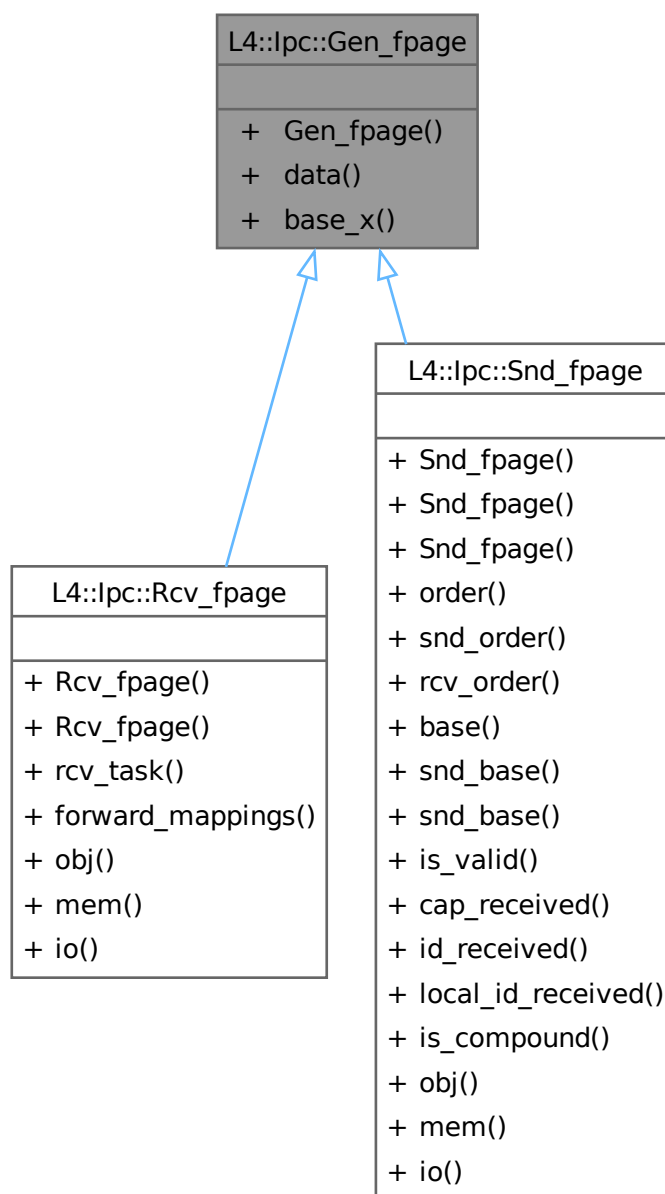 L4::Ipc::Gen_fpage
+ Gen_fpage()
+ data()
+ base_x()
L4::Ipc::Rcv_fpage
+ Rcv_fpage()
+ Rcv_fpage()
+ rcv_task()
+ forward_mappings()
+ obj()
+ mem()
+ io()
L4::Ipc::Snd_fpage
+ Snd_fpage()
+ Snd_fpage()
+ Snd_fpage()
+ order()
+ snd_order()
+ rcv_order()
+ base()
+ snd_base()
+ snd_base()
+ is_valid()
+ cap_received()
+ id_received()
+ local_id_received()
+ is_compound()
+ obj()
+ mem()
+ io()